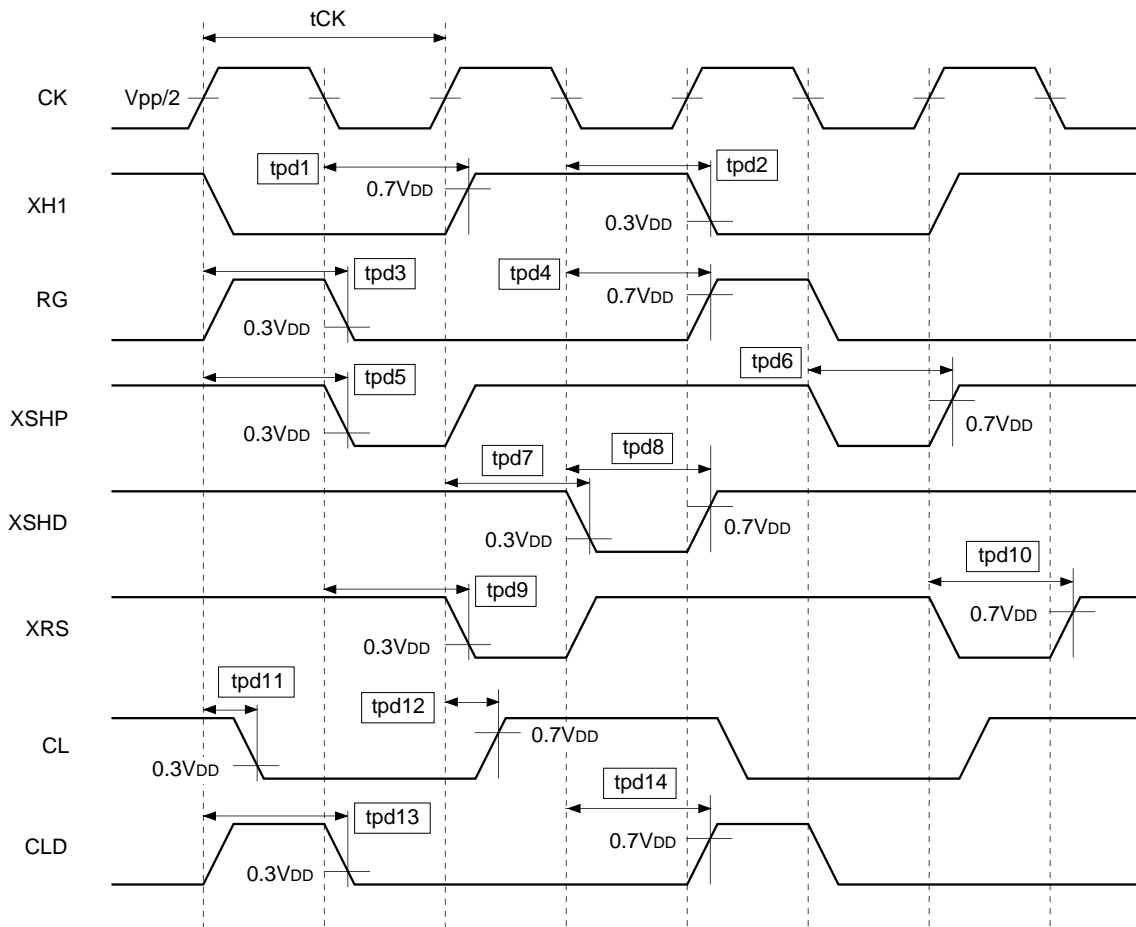 tCK
CK
Vpp/2
tpd1
tpd2
XH1
0.7VDD
0.3VDD
tpd3
tpd4
RG
0.7VDD
0.3VDD
tpd5
tpd6
XSHP
0.3VDD
0.7VDD
tpd7
tpd8
XSHD
0.3VDD
0.7VDD
tpd9
tpd10
XRS
0.7VDD
0.3VDD
tpd11
tpd12
CL
0.7VDD
0.3VDD
tpd13
tpd14
CLD
0.7VDD
0.3VDD